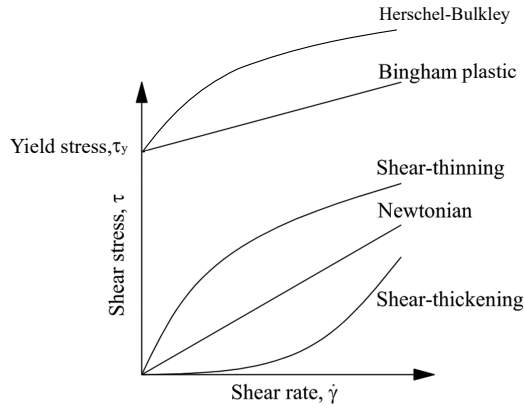 Herschel-Bulkley
Bingham plastic
Yield stress,τy
Shear-thinning
Newtonian
Shear stress, τ
Shear-thickening
Shear rate, γ̇